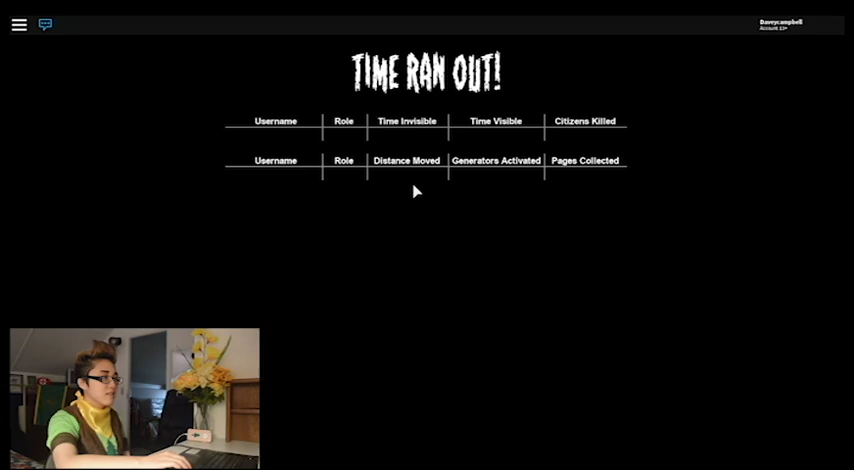 Daveycampbell
Account: 13+
TIME RAN OUT!
Username Role Time Invisible Time Visible Citizens Killed
Username Role Distance Moved Generators Activated Pages Collected